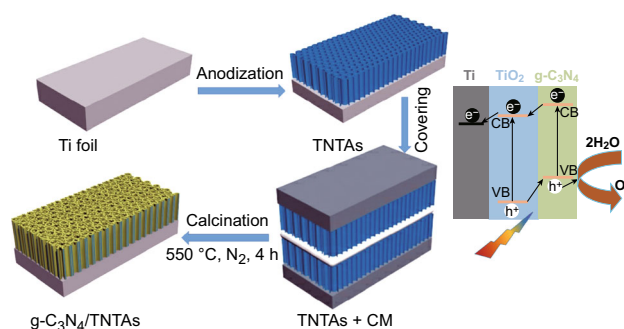 Ti foil
Anodization
TNTAs
Covering
TNTAs + CM
Calcination
550 °C, N₂, 4 h
g-C₃N₄/TNTAs
Ti
TiO₂
g-C₃N₄
e⁻
e⁻
e⁻
CB
CB
2H₂O
VB
h⁺
O
VB
h⁺